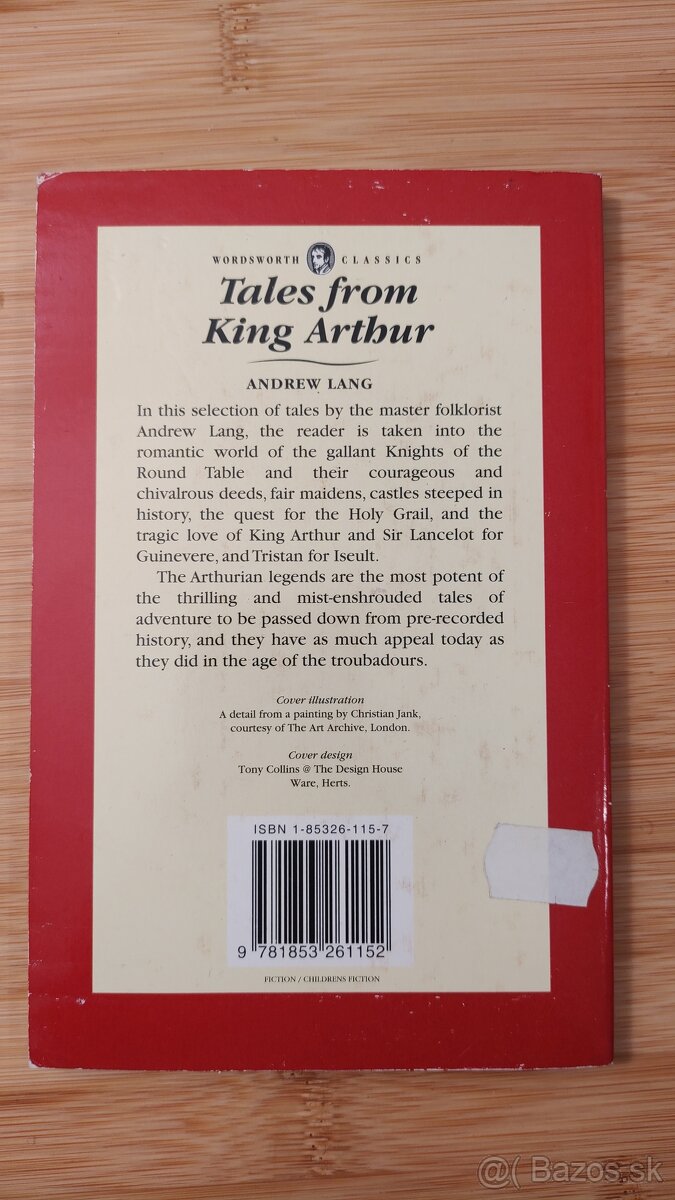 WORDSWORTH CLASSICS
Tales from
King Arthur
ANDREW LANG
In this selection of tales by the master folklorist
Andrew Lang, the reader is taken into the
romantic world of the gallant Knights of the
Round Table and their courageous and
chivalrous deeds, fair maidens, castles steeped in
history, the quest for the Holy Grail, and the
tragic love of King Arthur and Sir Lancelot for
Guinevere, and Tristan for Iseult.
The Arthurian legends are the most potent of
the thrilling and mist-enshrouded tales of
adventure to be passed down from pre-recorded
history, and they have as much appeal today as
they did in the age of the troubadours.
Cover illustration
A detail from a painting by Christian Jank,
courtesy of The Art Archive, London.
Cover design
Tony Collins @ The Design House
Ware, Herts.
ISBN 1-85326-115-7
9 781853 261152
FICTION / CHILDRENS FICTION
@( Bazos.sk